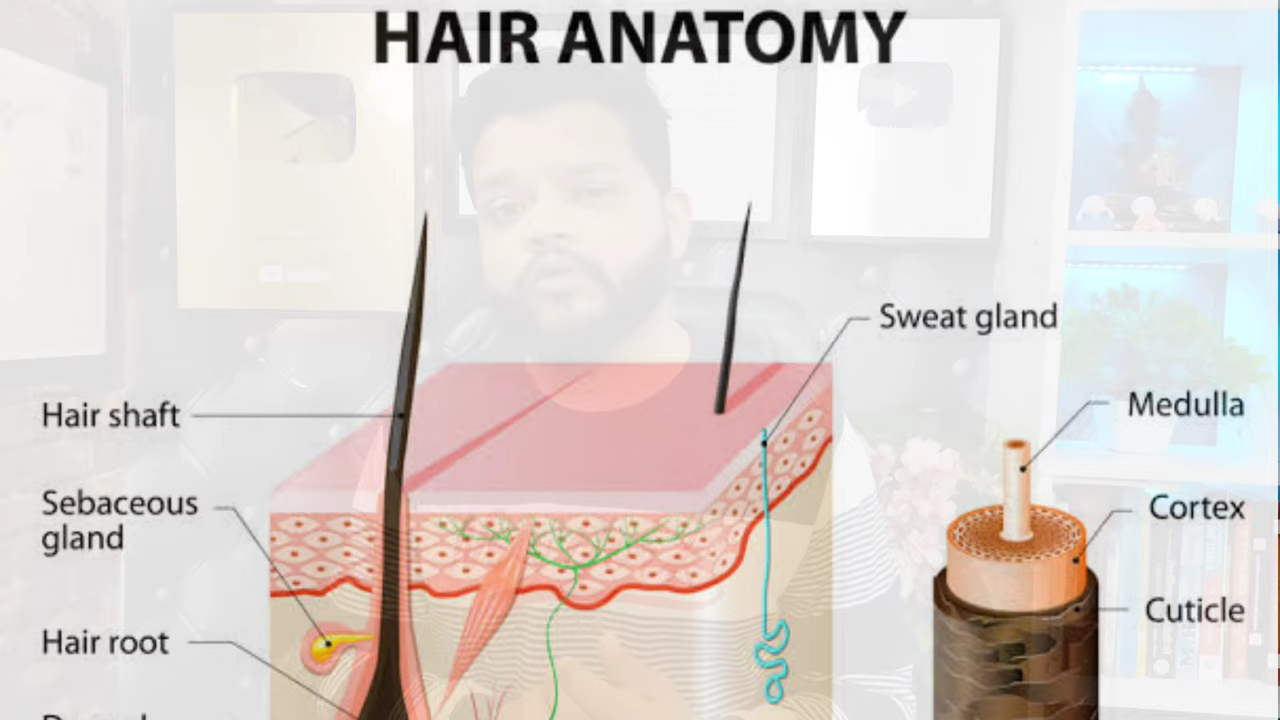 HAIR ANATOMY
Sweat gland
Hair shaft
Medulla
Sebaceous
gland
Cortex
Cuticle
Hair root